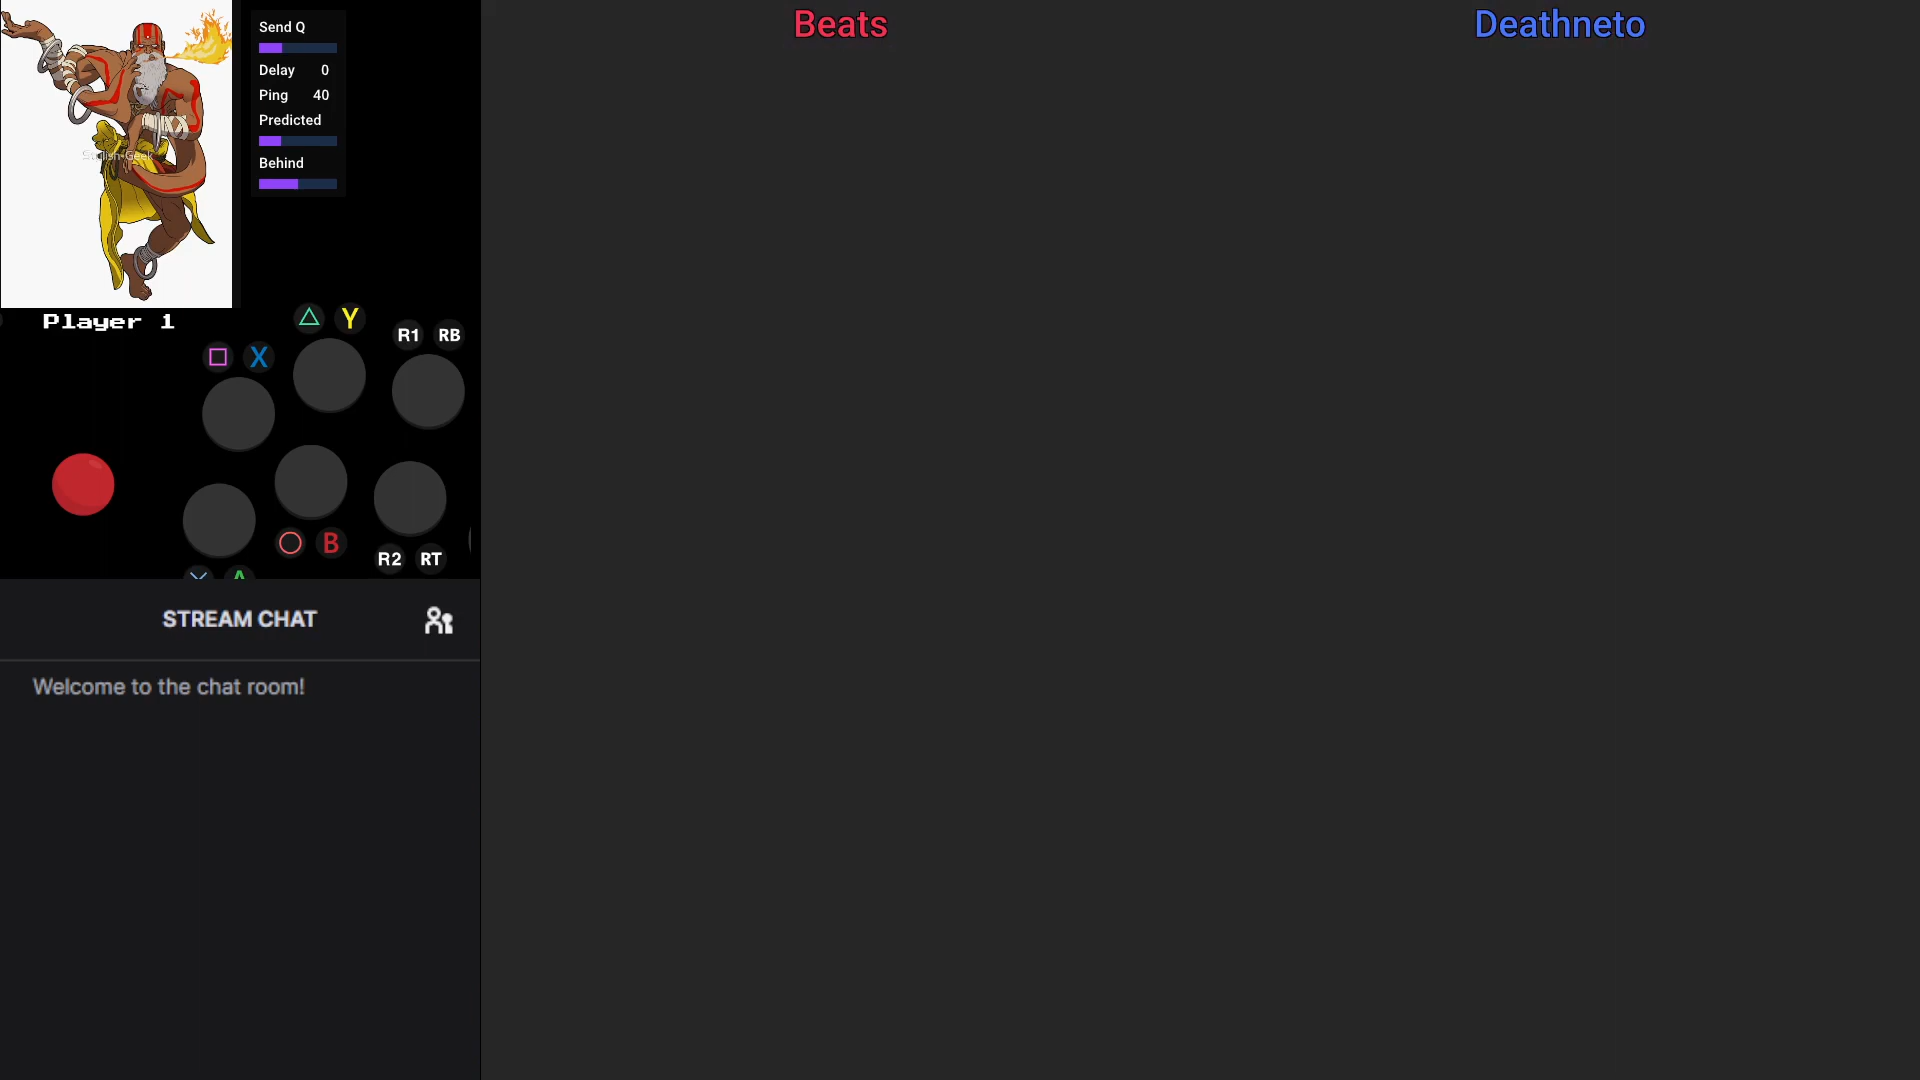 Beats
Deathneto
Send Q
Delay 0
Ping 40
Predicted
Behind
Player 1
Y
R1 RB
X
B
R2 RT
A
STREAM CHAT
Welcome to the chat room!